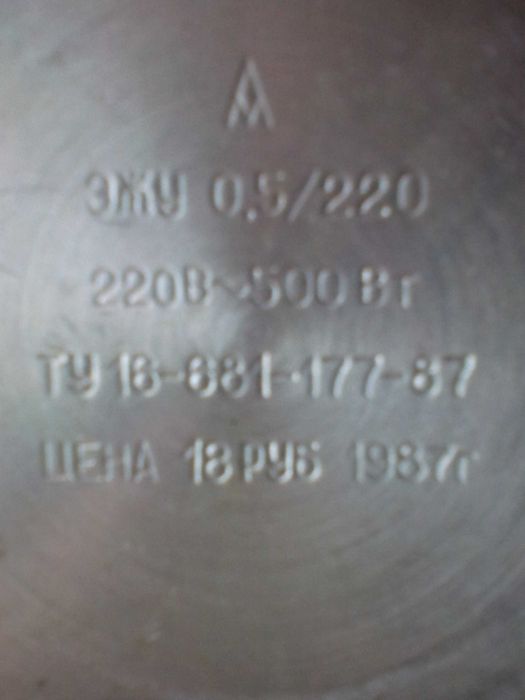 ЭЖУ 0,5/220
220В~500Вт
ТУ 16-681-177-87
ЦЕНА 18 РУБ 1987г